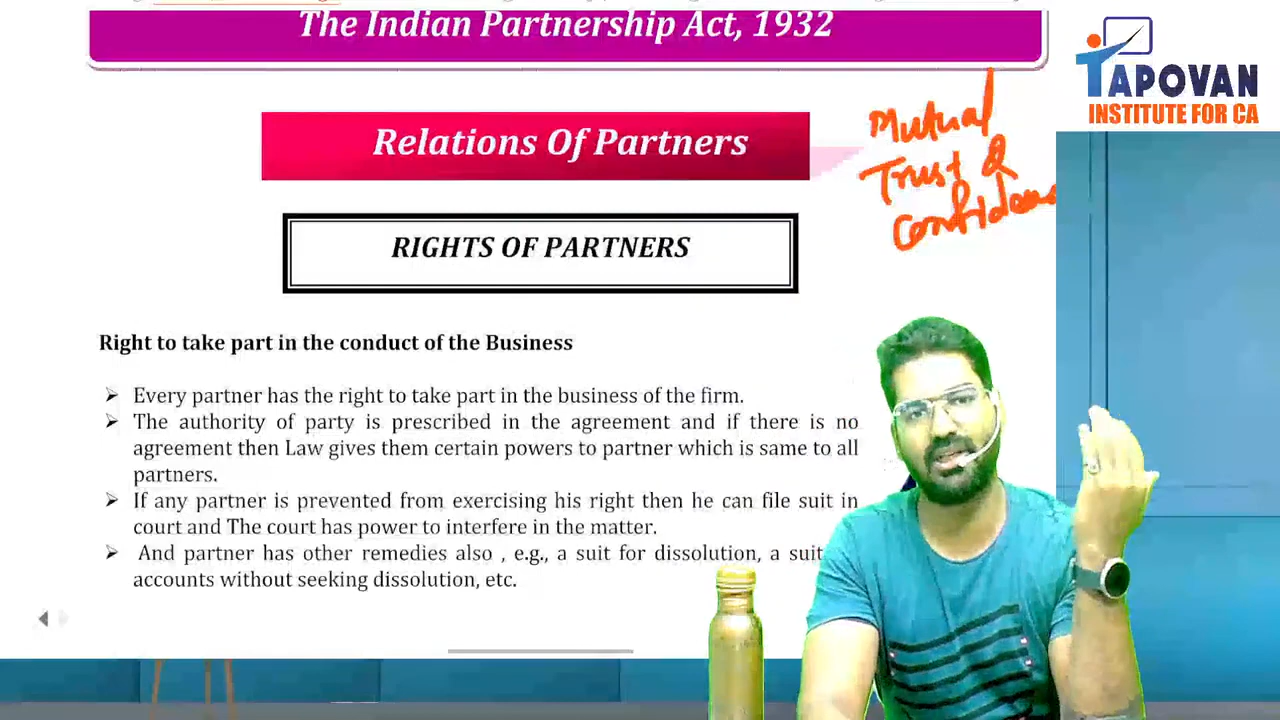 The Indian Partnership Act, 1932
TAPOVAN
INSTITUTE FOR CA
Relations Of Partners
Mutual
Trust &
RIGHTS OF PARTNERS
Right to take part in the conduct of the Business
➢ Every partner has the right to take part in the business of the firm.
➢ The authority of party is prescribed in the agreement and if there is no
agreement then Law gives them certain powers to partner which is same to all
partners.
➢ If any partner is prevented from exercising his right then he can file suit in
court and The court has power to interfere in the matter.
➢ And partner has other remedies also , e.g., a suit for dissolution, a suit
accounts without seeking dissolution, etc.